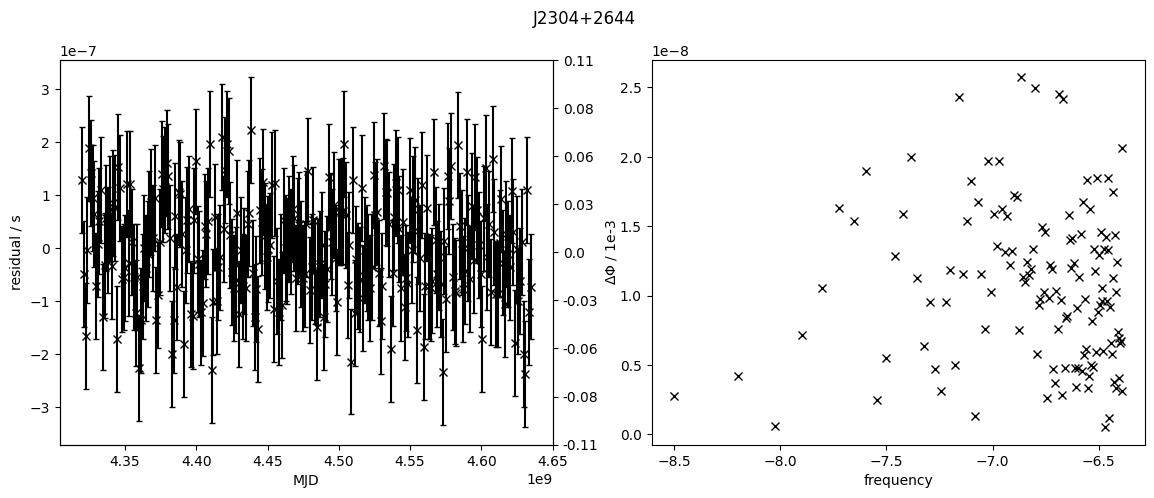 J2304+2644
1e−7
residual / s
3
2
1
0
−1
−2
−3
4.35 4.40 4.45 4.50 4.55 4.60 4.65
1e9
MJD
0.11
0.08
0.06
0.03
0.0
-0.03
-0.06
-0.08
-0.11
ΔΦ / 1e-3
1e−8
2.5
2.0
1.5
1.0
0.5
0.0
−8.5 −8.0 −7.5 −7.0 −6.5
frequency